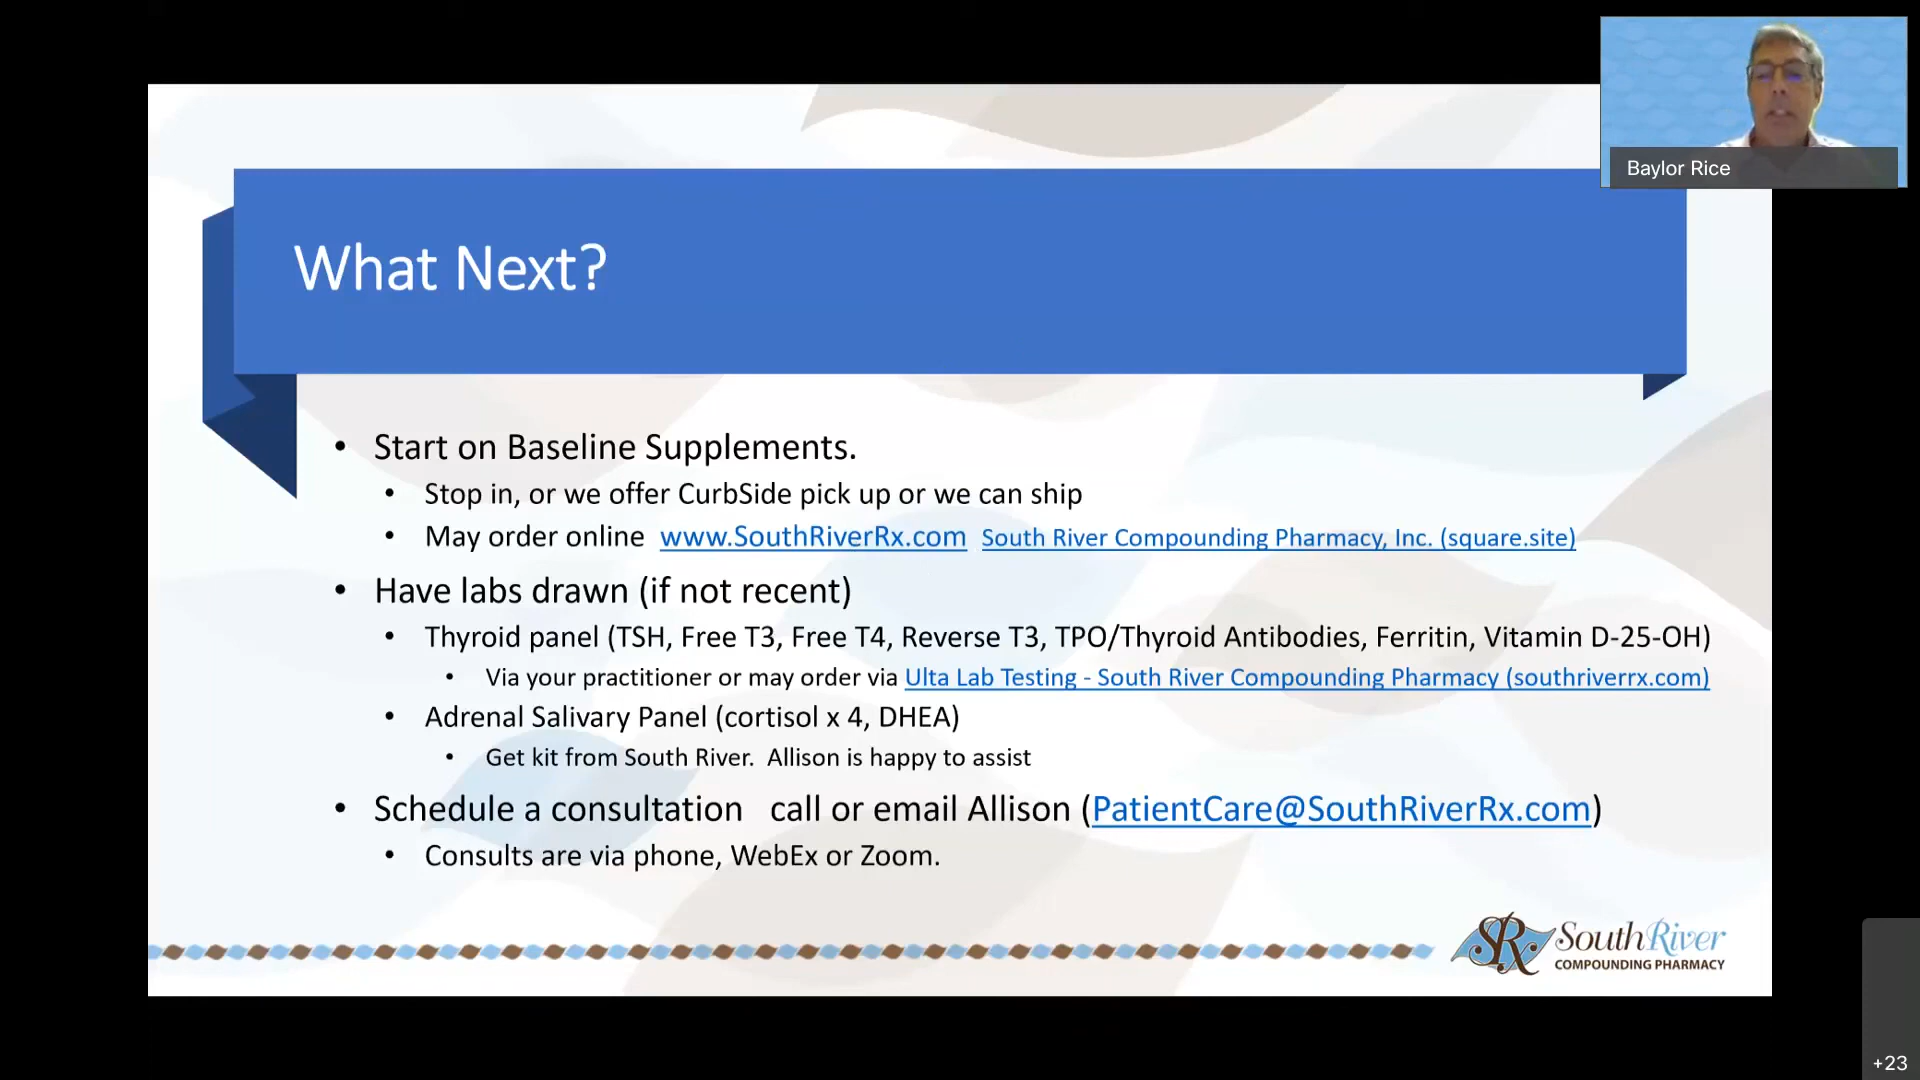 Baylor Rice
What Next?
• Start on Baseline Supplements.
• Stop in, or we offer CurbSide pick up or we can ship
• May order online www.SouthRiverRx.com South River Compounding Pharmacy, Inc. (square.site)
• Have labs drawn (if not recent)
• Thyroid panel (TSH, Free T3, Free T4, Reverse T3, TPO/Thyroid Antibodies, Ferritin, Vitamin D-25-OH)
• Via your practitioner or may order via Ulta Lab Testing - South River Compounding Pharmacy (southriverrx.com)
• Adrenal Salivary Panel (cortisol x 4, DHEA)
• Get kit from South River. Allison is happy to assist
• Schedule a consultation call or email Allison (PatientCare@SouthRiverRx.com)
• Consults are via phone, WebEx or Zoom.
SRx South River
COMPOUNDING PHARMACY
+23